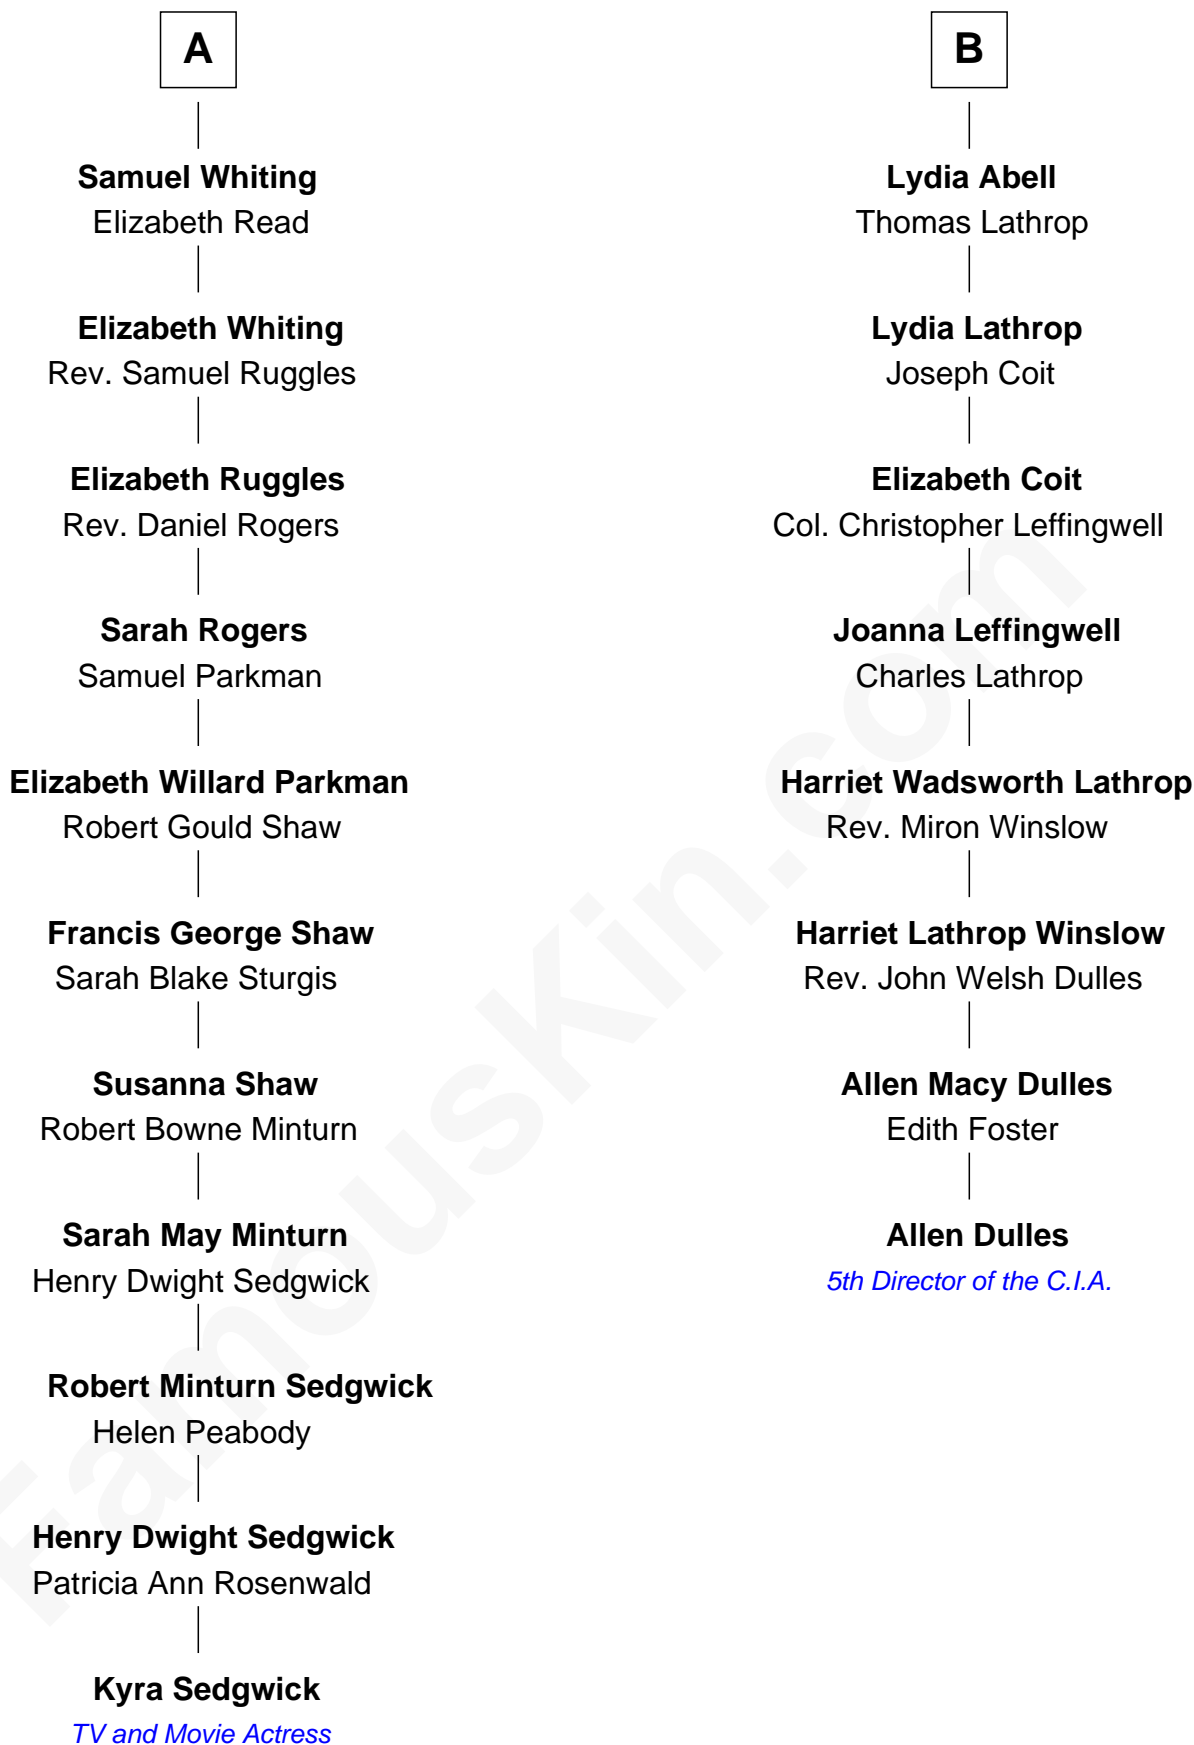 A
Samuel Whiting
Elizabeth Read
Elizabeth Whiting
Rev. Samuel Ruggles
Elizabeth Ruggles
Rev. Daniel Rogers
Sarah Rogers
Samuel Parkman
Elizabeth Willard Parkman
Robert Gould Shaw
Francis George Shaw
Sarah Blake Sturgis
Susanna Shaw
Robert Bowne Minturn
Sarah May Minturn
Henry Dwight Sedgwick
Robert Minturn Sedgwick
Helen Peabody
Henry Dwight Sedgwick
Patricia Ann Rosenwald
Kyra Sedgwick
TV and Movie Actress
B
Lydia Abell
Thomas Lathrop
Lydia Lathrop
Joseph Coit
Elizabeth Coit
Col. Christopher Leffingwell
Joanna Leffingwell
Charles Lathrop
Harriet Wadsworth Lathrop
Rev. Miron Winslow
Harriet Lathrop Winslow
Rev. John Welsh Dulles
Allen Macy Dulles
Edith Foster
Allen Dulles
5th Director of the C.I.A.
FamousKin.com